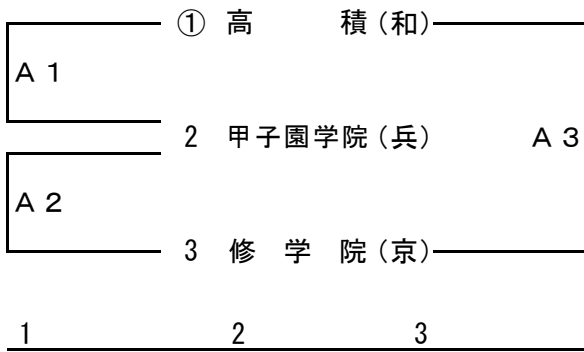 ① 高 積 (和)
A 1
2 甲子園学院 (兵) A 3
A 2
3 修 学 院 (京)
1 2 3